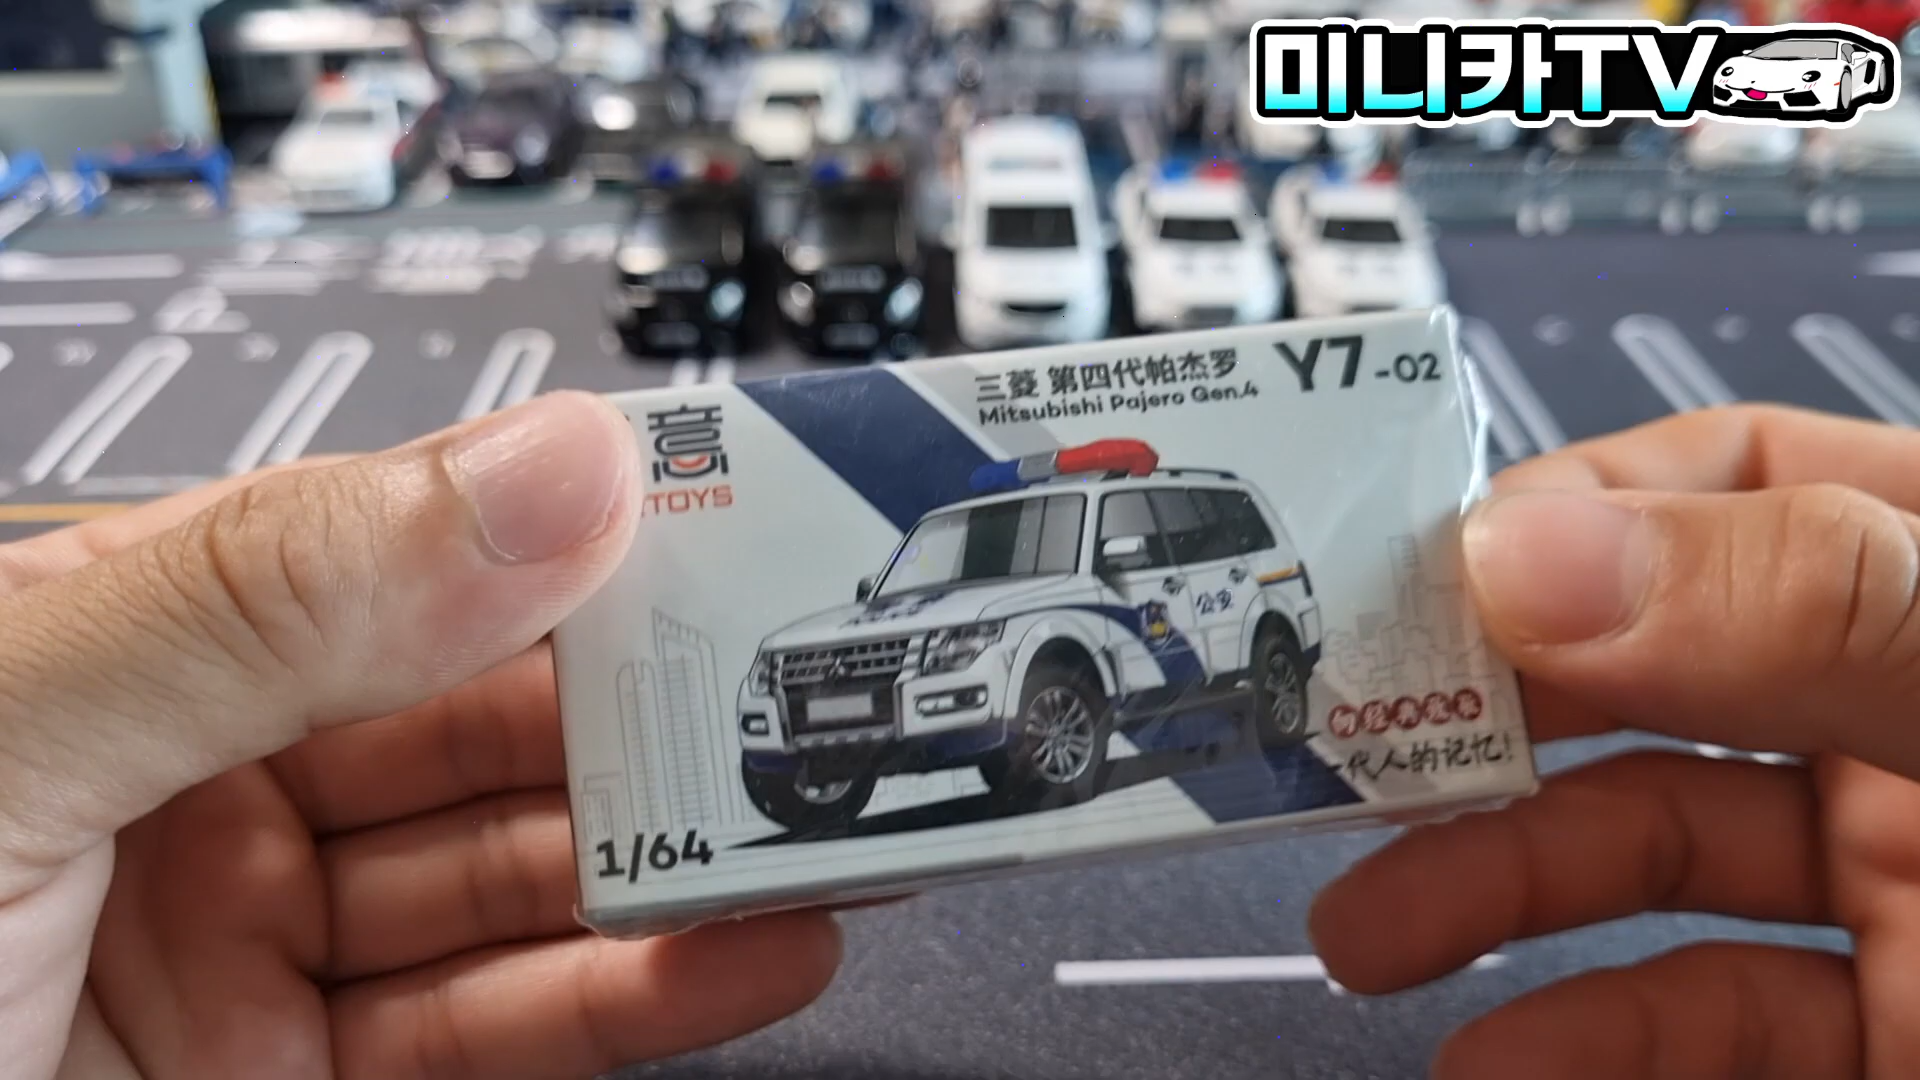 미니카TV
三菱 第四代帕杰罗
Mitsubishi Pajero Gen.4
Y7-02
TOYS
公安
代人的记忆!
1/64